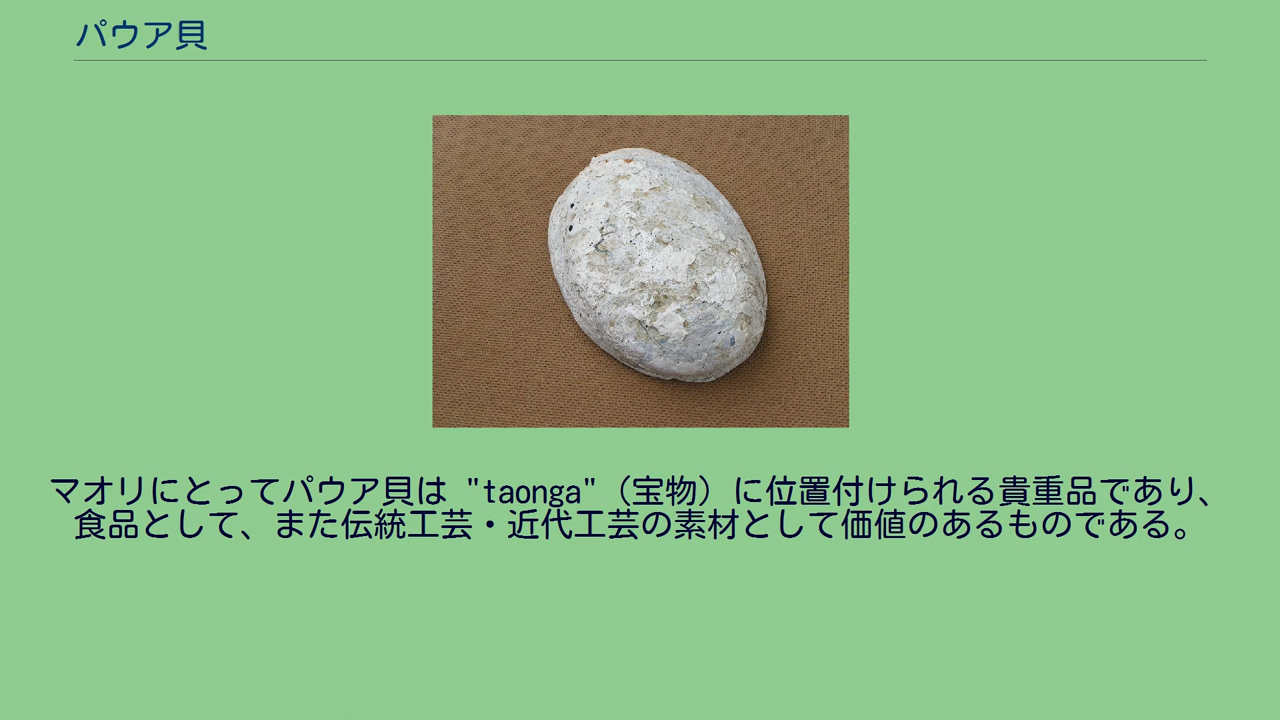 パウア貝
マオリにとってパウア貝は "taonga"（宝物）に位置付けられる貴重品であり、
食品として、また伝統工芸・近代工芸の素材として価値のあるものである。